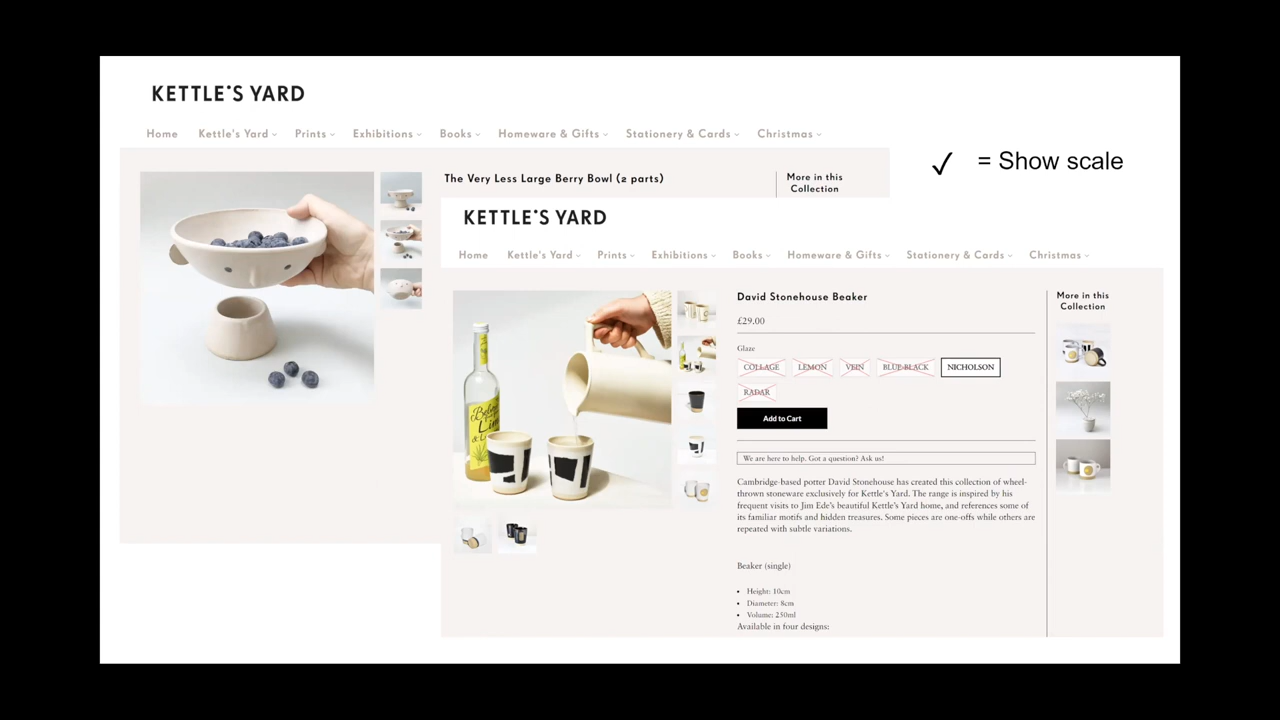 KETTLE'S YARD
Home Kettle's Yard Prints Exhibitions Books Homeware & Gifts Stationery & Cards Christmas
✓ = Show scale
The Very Less Large Berry Bowl (2 parts)
More in this
Collection
KETTLE'S YARD
Home Kettle's Yard Prints Exhibitions Books Homeware & Gifts Stationery & Cards Christmas
David Stonehouse Beaker
£29.00
Glaze
COLLAGE LEMON VEIN BLUE BLACK NICHOLSON
RADAR
Add to Cart
We are here to help. Got a question? Ask us!
Cambridge-based potter David Stonehouse has created this collection of wheel-
thrown stoneware exclusively for Kettle's Yard. The range is inspired by his
frequent visits to Jim Ede's beautiful Kettle's Yard home, and references some of
its familiar motifs and hidden treasures. Some pieces are one-offs while others are
repeated with subtle variations.
Beaker (single)
• Height: 10cm
• Diameter: 8cm
• Volume: 250ml
Available in four designs:
More in this
Collection